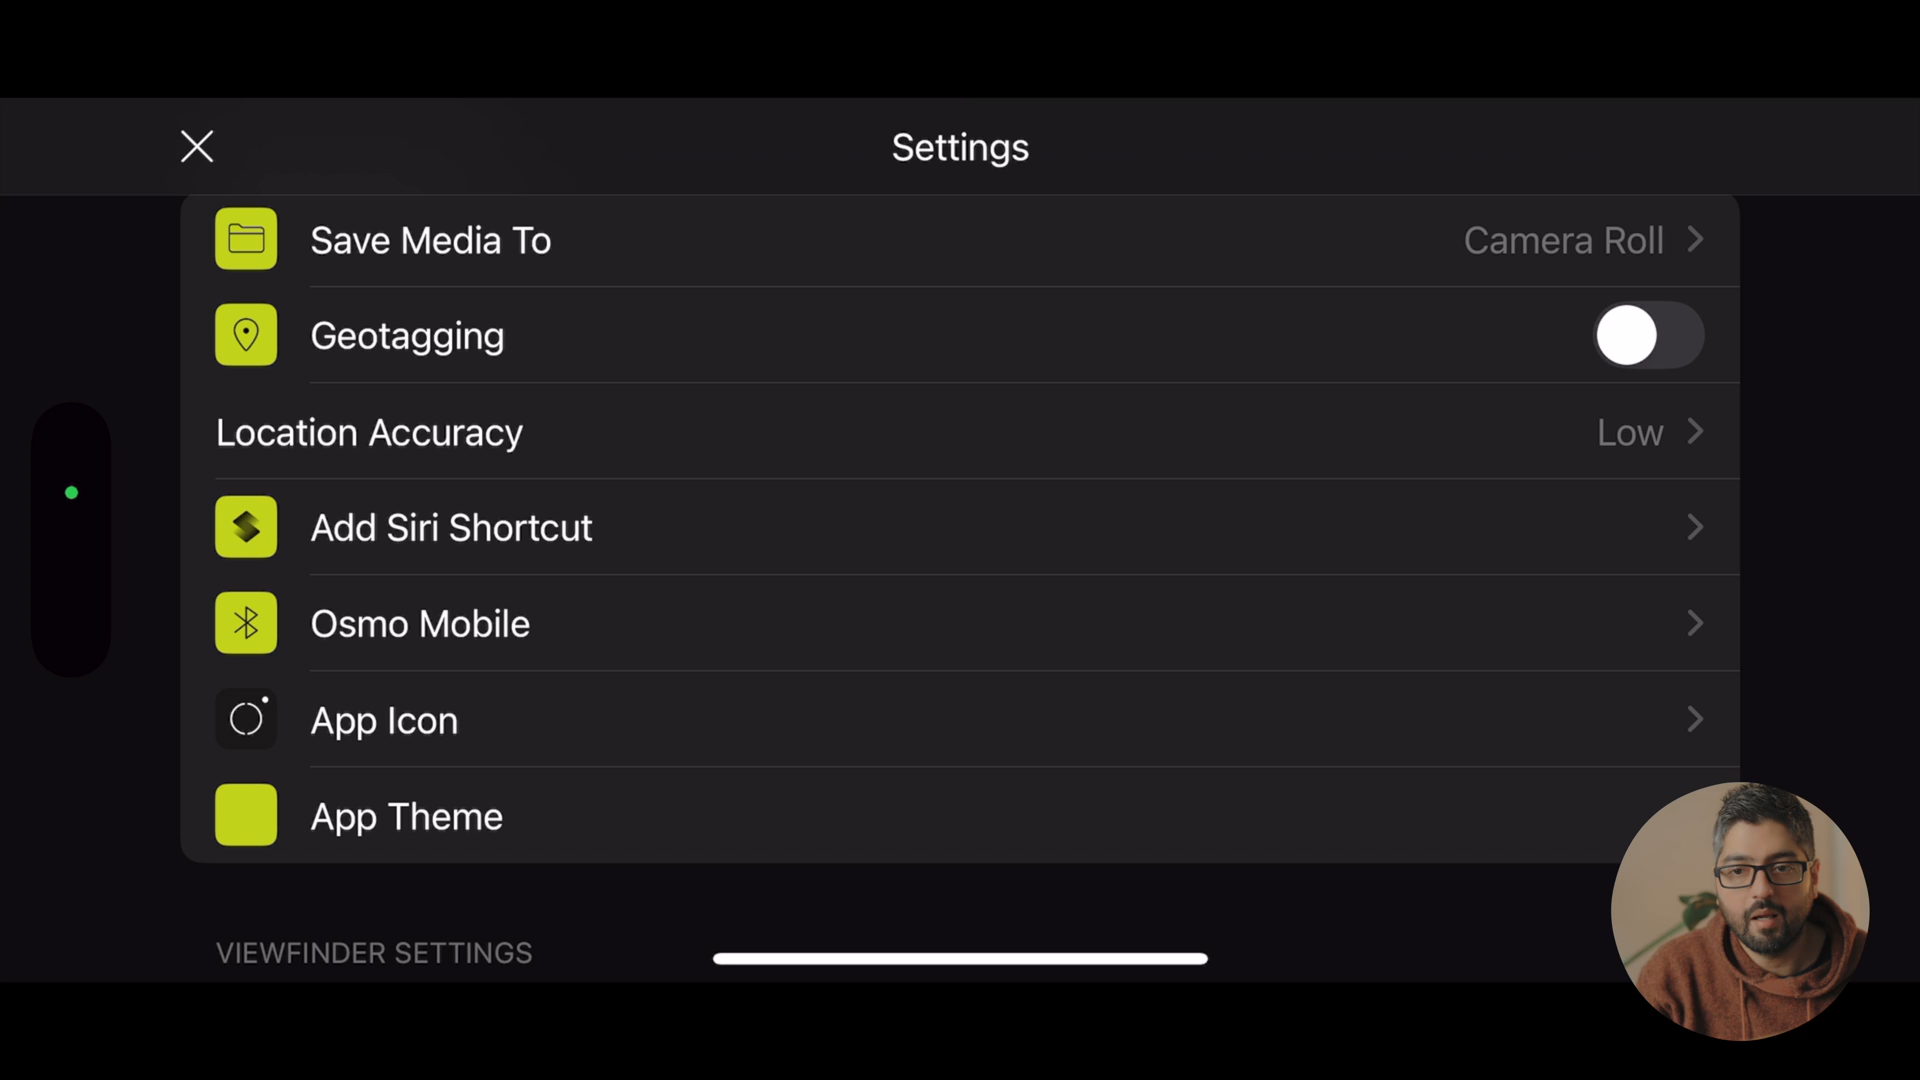 Settings
Save Media To
Camera Roll
Geotagging
Location Accuracy
Low
Add Siri Shortcut
Osmo Mobile
App Icon
App Theme
VIEWFINDER SETTINGS